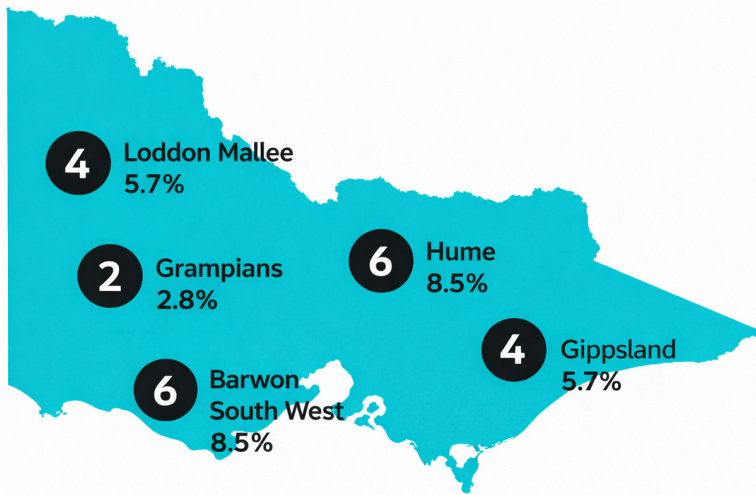 4
Loddon Mallee
5.7%
2
Grampians
2.8%
6
Hume
8.5%
4
Gippsland
5.7%
6
Barwon
South West
8.5%